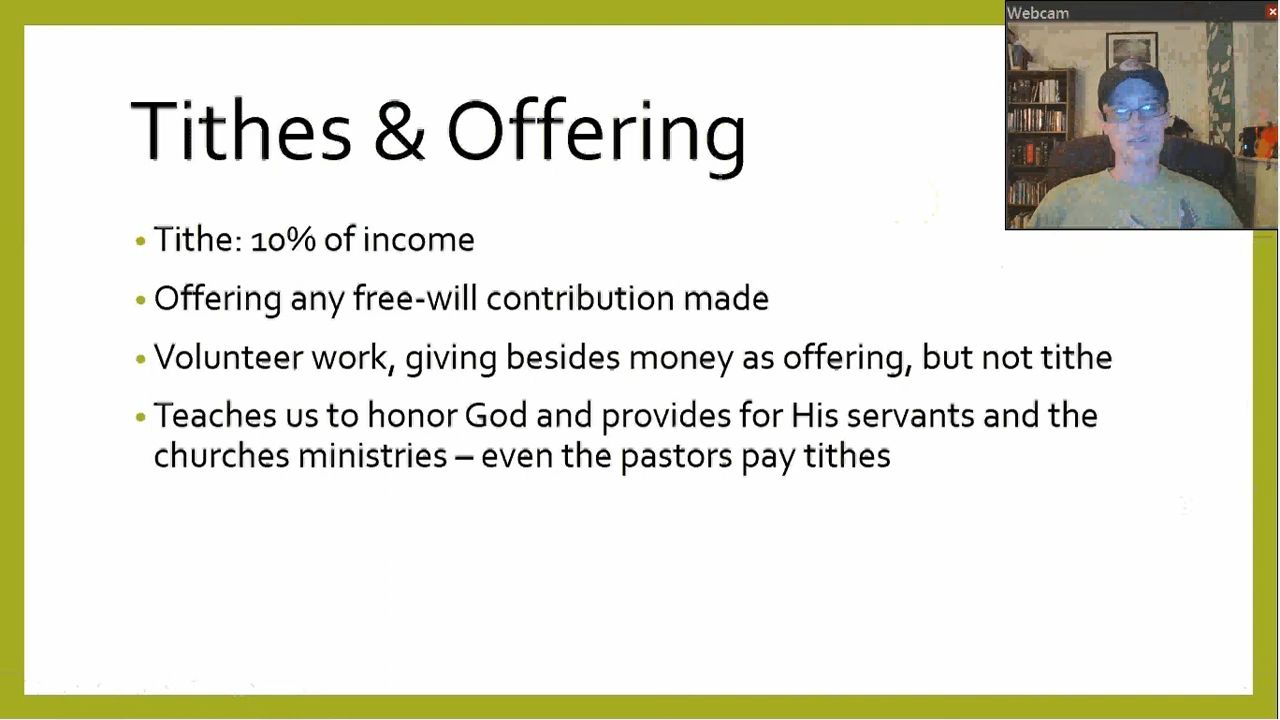 Webcam
Tithes & Offering
• Tithe: 10% of income
• Offering any free-will contribution made
• Volunteer work, giving besides money as offering, but not tithe
• Teaches us to honor God and provides for His servants and the
churches ministries – even the pastors pay tithes